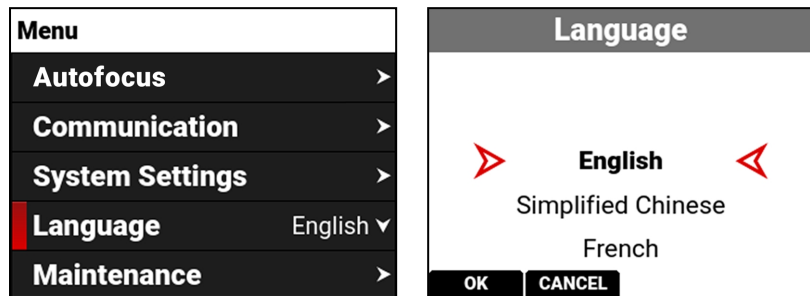 Menu
Autofocus
Communication
System Settings
Language English
Maintenance
Language
English
Simplified Chinese
French
OK CANCEL